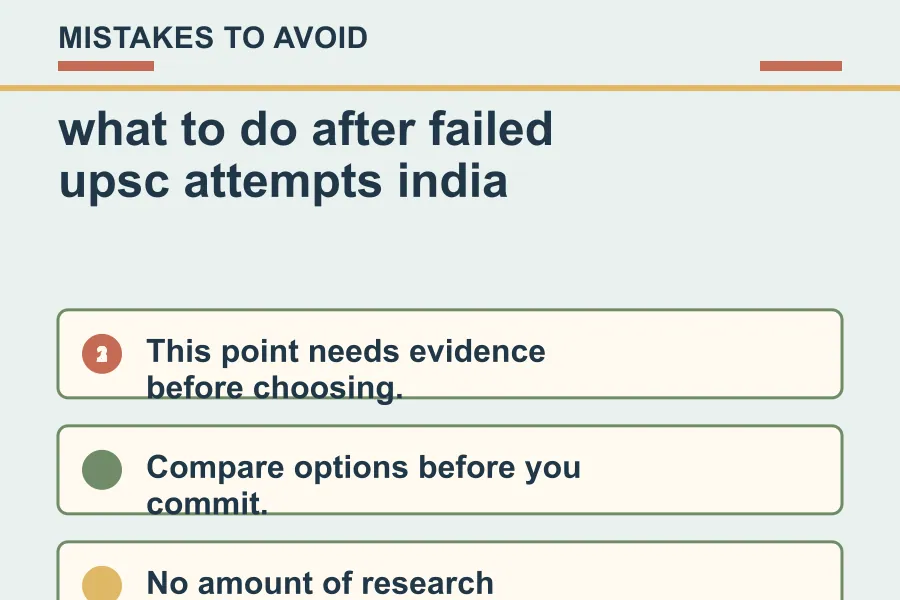 MISTAKES TO AVOID
what to do after failed
upsc attempts india
This point needs evidence
before choosing.
Compare options before you
commit.
No amount of research